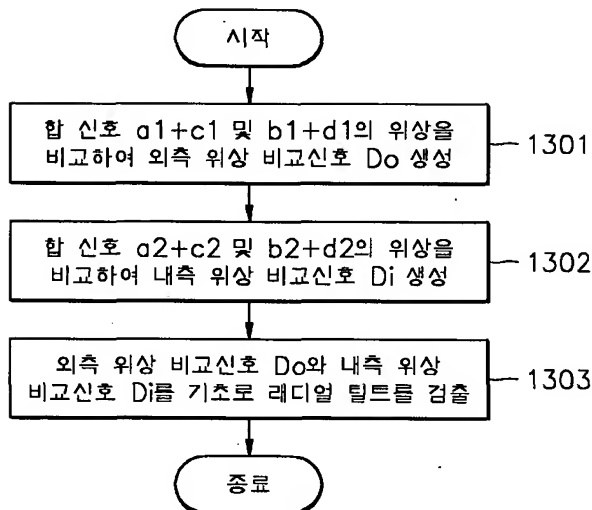 시작
합 신호 a1+c1 및 b1+d1의 위상을
비교하여 외측 위상 비교신호 Do 생성
1301
합 신호 a2+c2 및 b2+d2의 위상을
비교하여 내측 위상 비교신호 Di 생성
1302
외측 위상 비교신호 Do와 내측 위상
비교신호 Di를 기초로 래디얼 틸트를 검출
1303
종료